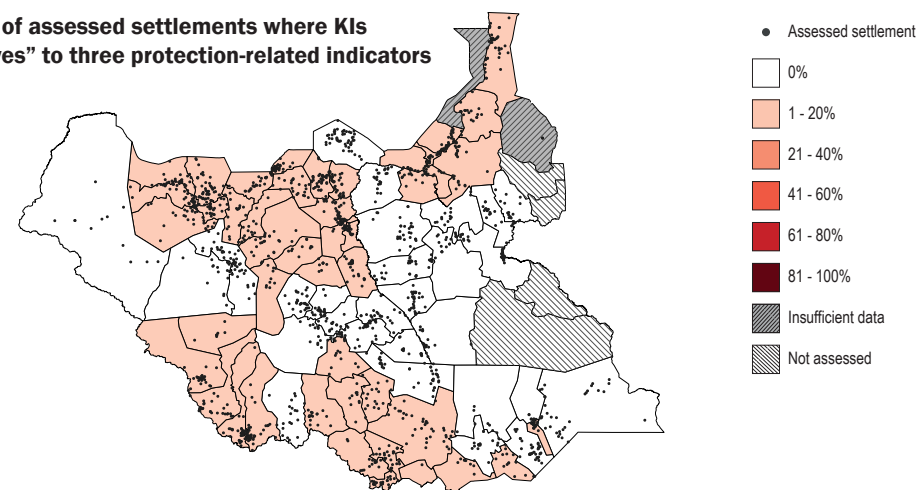 of assessed settlements where KIs
es” to three protection-related indicators
Assessed settlement
0%
1 - 20%
21 - 40%
41 - 60%
61 - 80%
81 - 100%
Insufficient data
Not assessed